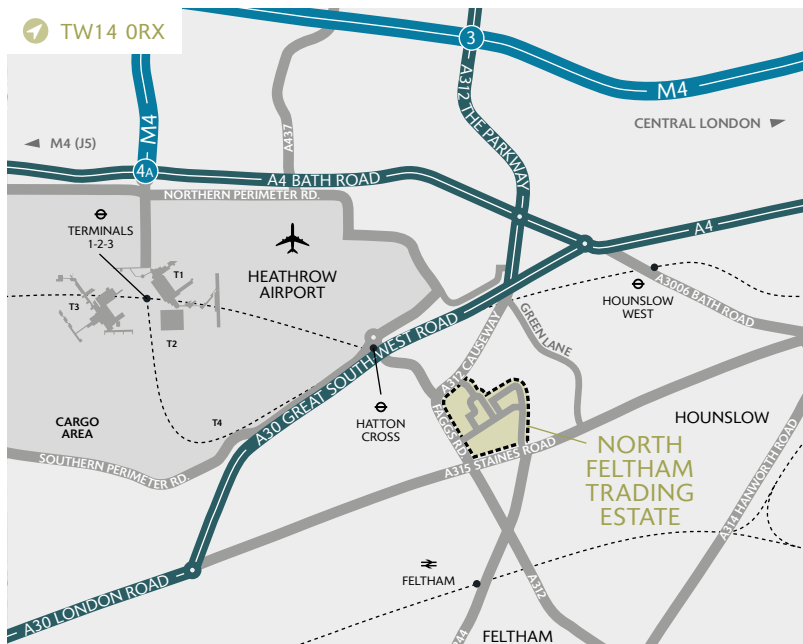 TW14 0RX
3
M4
A312 THE PARKWAY
CENTRAL LONDON
M4
M4 (J5)
A437
4A
A4 BATH ROAD
NORTHERN PERIMETER RD.
A4
TERMINALS
1-2-3
T1
HEATHROW
AIRPORT
T3
T2
T4
HOUNSLOW
WEST
A3006 BATH ROAD
GREEN LANE
A312 CAUSEWAY
A30 GREAT SOUTH WEST ROAD
HATTON
CROSS
FAGGS RD.
CARGO
AREA
SOUTHERN PERIMETER RD.
A315 STAINES ROAD
HOUNSLOW
NORTH
FELTHAM
TRADING
ESTATE
A314 HANWORTH ROAD
FELTHAM
A312
A30 LONDON ROAD
44
FELTHAM